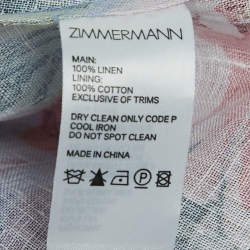 ZIMMERMANN
MAIN:
100% LINEN
LINING;
100% COTTON
EXCLUSIVE OF TRIMS
DRY CLEAN ONLY CODE P
COOL IRON
DO NOT SPOT CLEAN
MADE IN CHINA
P